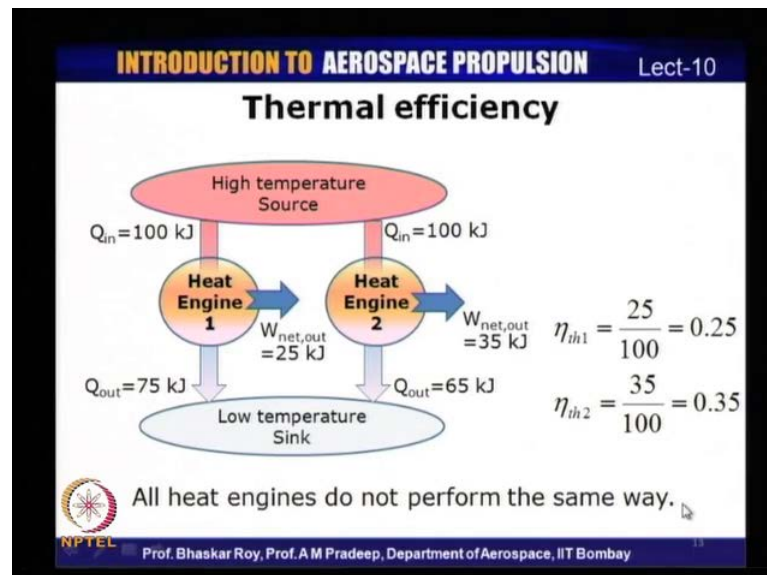 INTRODUCTION TO AEROSPACE PROPULSION Lect-10
Thermal efficiency
High temperature
Source
Qin=100 kJ
Qin=100 kJ
Heat
Engine
1
Heat
Engine
2
Wnet,out
=25 kJ
Wnet,out
=35 kJ
ηth1 = 25/100 = 0.25
Qout=75 kJ
Qout=65 kJ
ηth2 = 35/100 = 0.35
Low temperature
Sink
All heat engines do not perform the same way.
NPTEL
Prof. Bhaskar Roy, Prof. A M Pradeep, Department of Aerospace, IIT Bombay
13